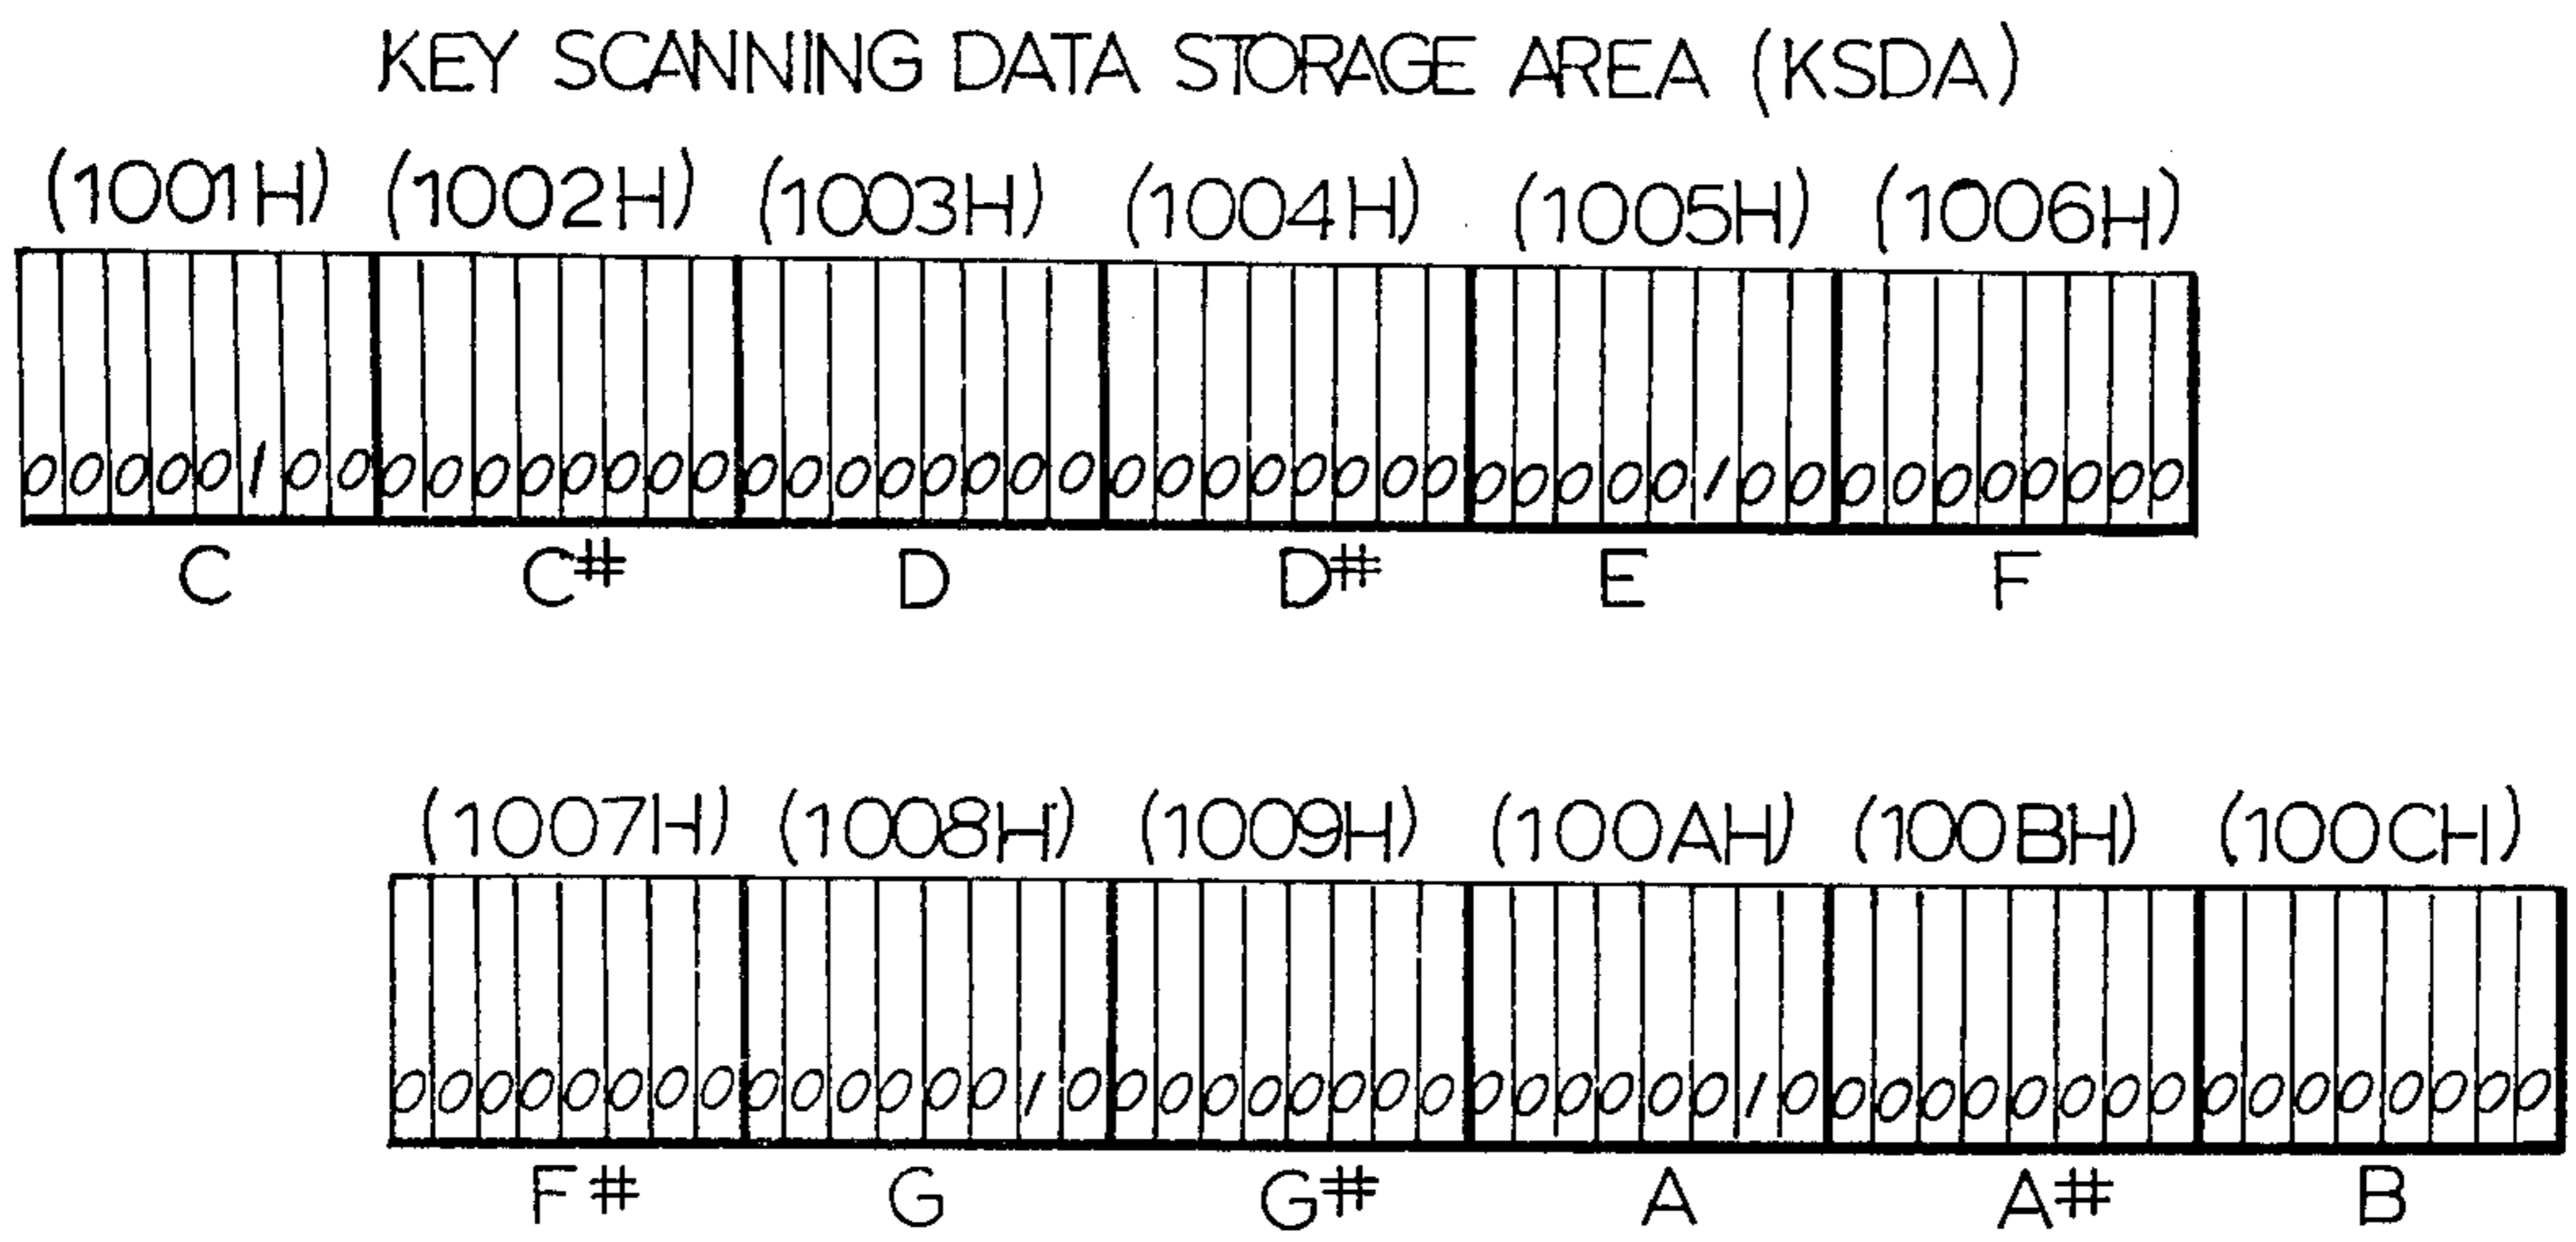 KEY SCANNING DATA STORAGE AREA (KSDA)
(1001H) (1002H) (1003H) (1004H) (1005H) (1006H)
0 0 0 0 0 1 0 0 0 0 0 0 0 0 0 0 0 0 0 0 0 0 0 0 0 0 0 0 0 0 0 0 0 0 0 0 0 1 0 0 0 0 0 0 0 0 0 0
C C# D D# E F
(1007H) (1008H) (1009H) (100AH) (100BH) (100CH)
0 0 0 0 0 0 0 0 0 0 0 0 0 0 1 0 0 0 0 0 0 0 0 0 0 0 0 0 0 0 1 0 0 0 0 0 0 0 0 0 0 0 0 0 0 0 0 0
F# G G# A A# B